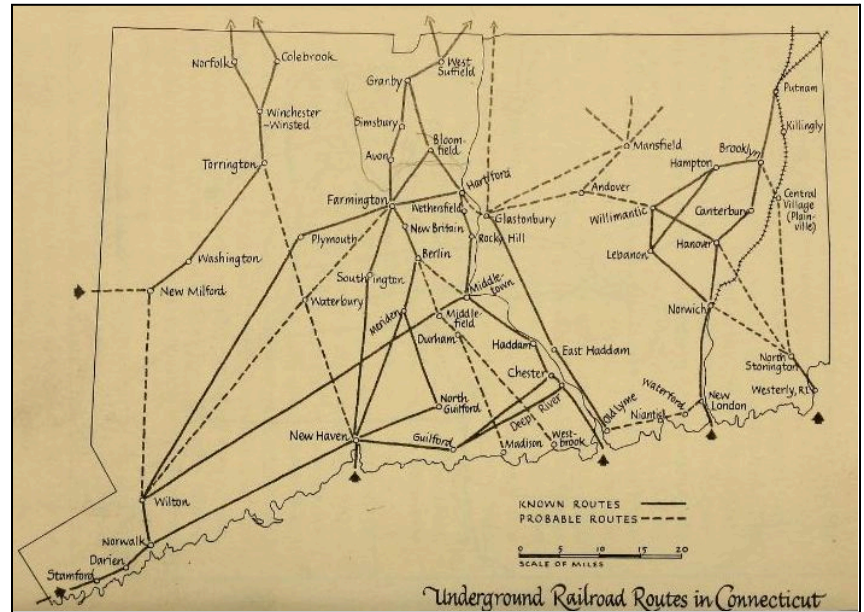 Norfolk
Colebrook
West
Suffield
Granby
Putnam
Winchester
-Winsted
Simsbury
Killingly
Bloom-
field
Mansfield
Brooklyn
Avon
Torrington
Hampton
Hartford
Andover
Central
Village
(Plain-
ville)
Farmington
Wethersfield
Glastonbury
Willimantic
Canterbury
New Britain
Rocky Hill
Plymouth
Hanover
Berlin
Lebanon
Washington
South-
ington
New Milford
Middle-
town
Waterbury
Norwich
Meriden
Middle-
field
Durham
Haddam
East Haddam
North
Stonington
Chester
Westerly, R.I.
North
Guilford
Deep River
Old Lyme
Niantic
Waterford
New
London
New Haven
Guilford
Madison
West-
brook
Wilton
KNOWN ROUTES
PROBABLE ROUTES
Norwalk
0 5 10 15 20
SCALE OF MILES
Darien
Stamford
Underground Railroad Routes in Connecticut